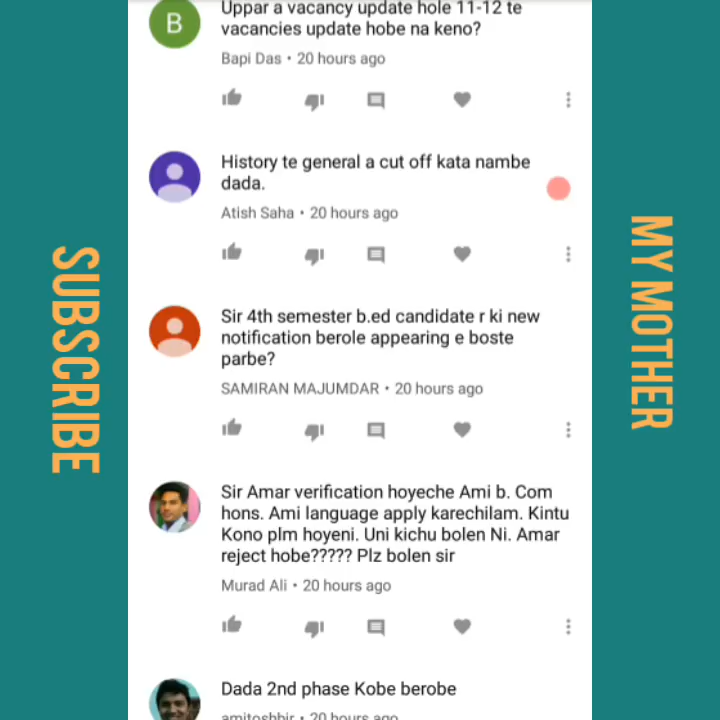 Uppar a vacancy update hole 11-12 te
vacancies update hobe na keno?
Bapi Das • 20 hours ago
B
History te general a cut off kata nambe
dada.
Atish Saha • 20 hours ago
Sir 4th semester b.ed candidate r ki new
notification berole appearing e boste
parbe?
SAMIRAN MAJUMDAR • 20 hours ago
Sir Amar verification hoyeche Ami b. Com
hons. Ami language apply karechilam. Kintu
Kono plm hoyeni. Uni kichu bolen Ni. Amar
reject hobe????? Plz bolen sir
Murad Ali • 20 hours ago
Dada 2nd phase Kobe berobe
amitoshbir • 20 hours ago
SUBSCRIBE
MY MOTHER